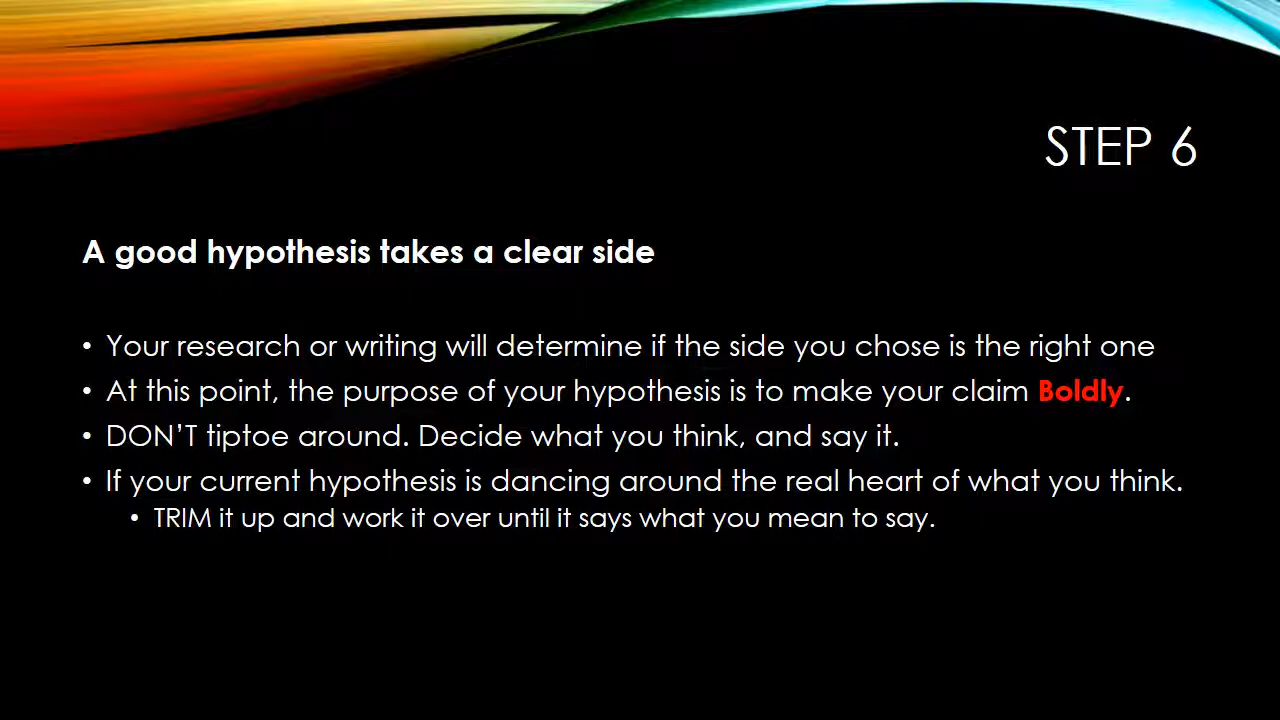 STEP 6
A good hypothesis takes a clear side
• Your research or writing will determine if the side you chose is the right one
• At this point, the purpose of your hypothesis is to make your claim Boldly.
• DON’T tiptoe around. Decide what you think, and say it.
• If your current hypothesis is dancing around the real heart of what you think.
• TRIM it up and work it over until it says what you mean to say.